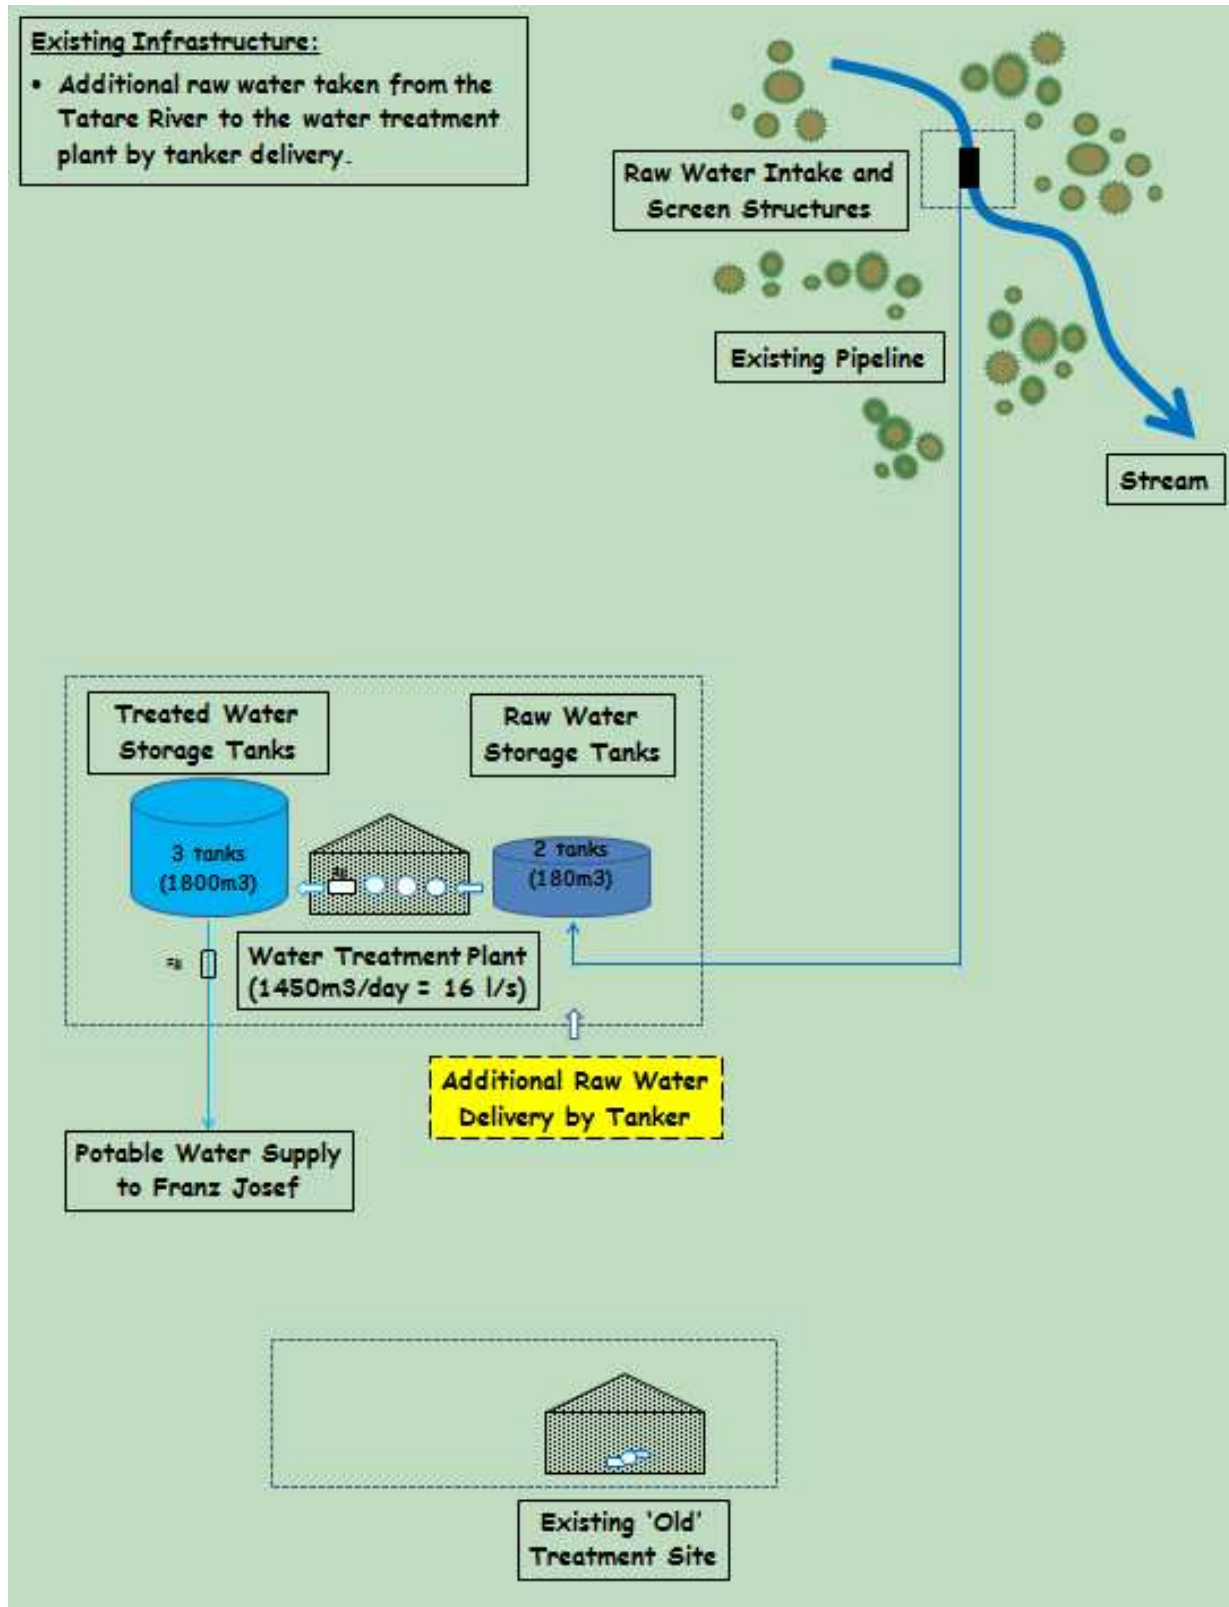 Existing Infrastructure:
• Additional raw water taken from the
Tatare River to the water treatment
plant by tanker delivery.
Raw Water Intake and
Screen Structures
Existing Pipeline
Stream
Treated Water
Storage Tanks
Raw Water
Storage Tanks
3 tanks
(1800m3)
2 tanks
(180m3)
Water Treatment Plant
(1450m3/day = 16 l/s)
Additional Raw Water
Delivery by Tanker
Potable Water Supply
to Franz Josef
Existing 'Old'
Treatment Site